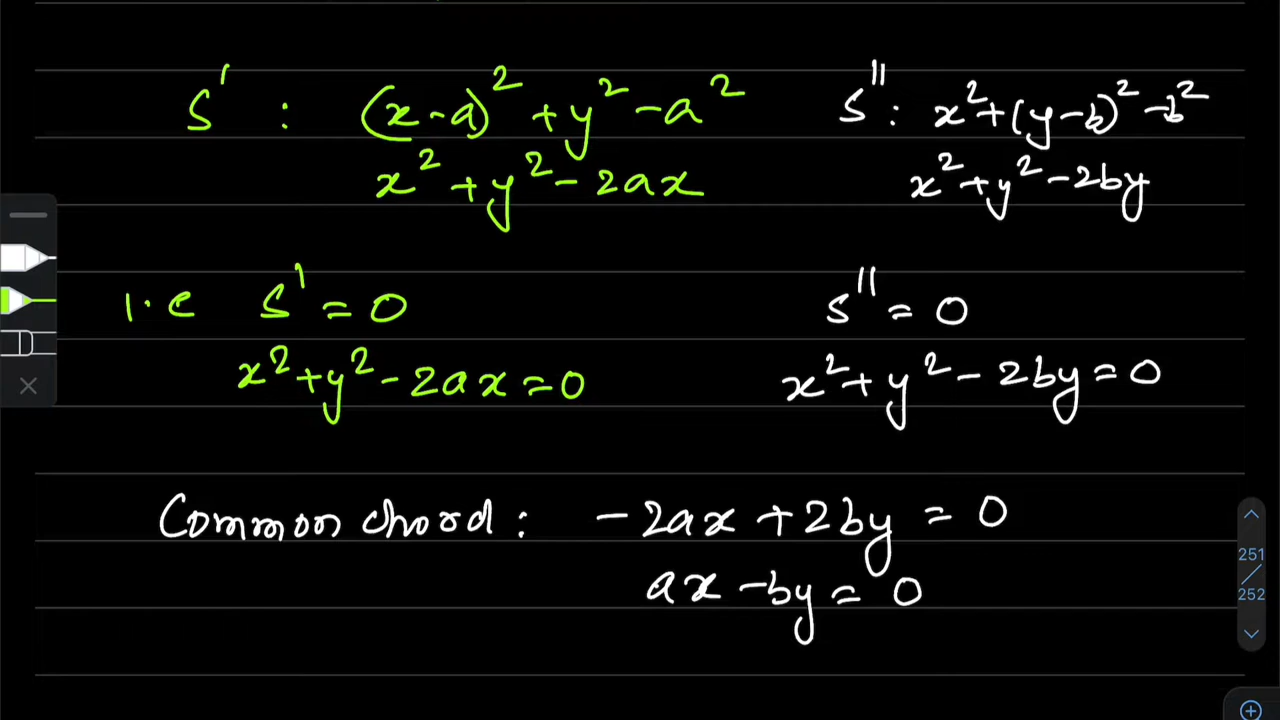 S' : (x-a)² + y² - a² S'' : x² + (y-b)² - b²
x² + y² - 2ax x² + y² - 2by
i.e S' = 0 S'' = 0
x² + y² - 2ax = 0 x² + y² - 2by = 0
Common chord : - 2ax + 2by = 0
ax - by = 0
251
252